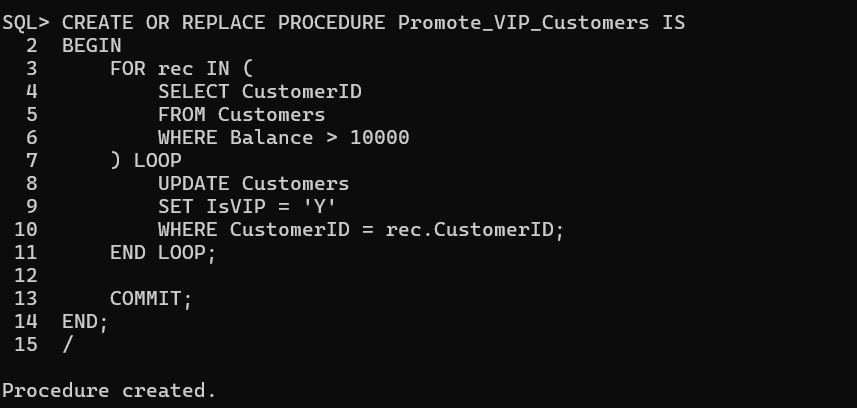 SQL> CREATE OR REPLACE PROCEDURE Promote_VIP_Customers IS
  2  BEGIN
  3      FOR rec IN (
  4          SELECT CustomerID
  5          FROM Customers
  6          WHERE Balance > 10000
  7      ) LOOP
  8          UPDATE Customers
  9          SET IsVIP = 'Y'
 10          WHERE CustomerID = rec.CustomerID;
 11      END LOOP;
 12
 13      COMMIT;
 14  END;
 15  /

Procedure created.